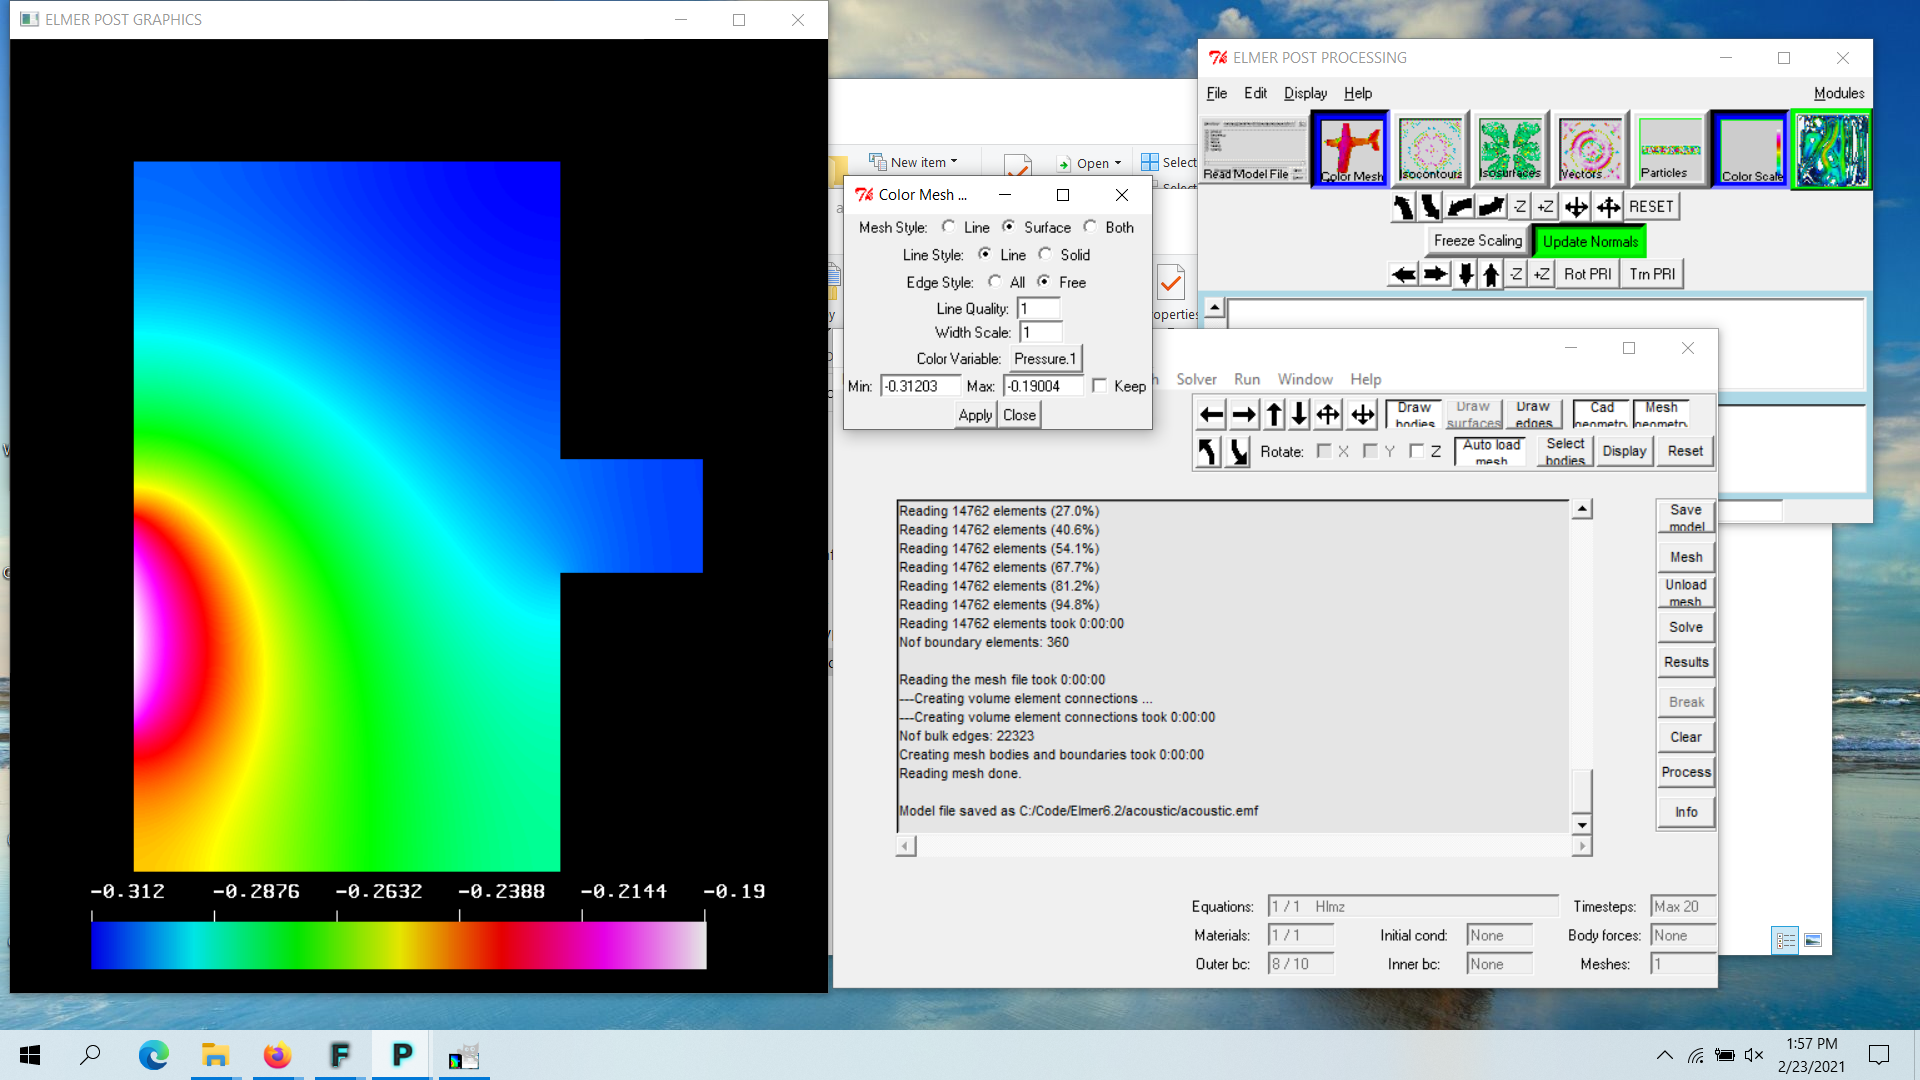 ELMER POST GRAPHICS
-0.312 -0.2876 -0.2632 -0.2388 -0.2144 -0.19
New item
Open
Select
Color Mesh ...
Mesh Style: Line Surface Both
Line Style: Line Solid
Edge Style: All Free
Line Quality: 1
Width Scale: 1
Color Variable: Pressure.1
Min: -0.31203 Max: -0.19004 Keep
Apply Close
ELMER POST PROCESSING
File Edit Display Help Modules
Read Model File Color Mesh Isocontours Isosurfaces Vectors Particles Color Scale
-Z +Z RESET
Freeze Scaling Update Normals
-Z +Z Rot PRI Trn PRI
Solver Run Window Help
Draw bodies Draw surfaces Draw edges Cad geometry Mesh geometry
Rotate: X Y Z Auto load mesh Select bodies Display Reset
Reading 14762 elements (27.0%)
Reading 14762 elements (40.6%)
Reading 14762 elements (54.1%)
Reading 14762 elements (67.7%)
Reading 14762 elements (81.2%)
Reading 14762 elements (94.8%)
Reading 14762 elements took 0:00:00
Nof boundary elements: 360
Reading the mesh file took 0:00:00
---Creating volume element connections ...
---Creating volume element connections took 0:00:00
Nof bulk edges: 22323
Creating mesh bodies and boundaries took 0:00:00
Reading mesh done.
Model file saved as C:/Code/Elmer6.2/acoustic/acoustic.emf
Save model
Mesh
Unload mesh
Solve
Results
Break
Clear
Process
Info
Equations: 1 / 1 Hlmz Timesteps: Max 20
Materials: 1 / 1 Initial cond: None Body forces: None
Outer bc: 8 / 10 Inner bc: None Meshes: 1
F
P
1:57 PM
2/23/2021